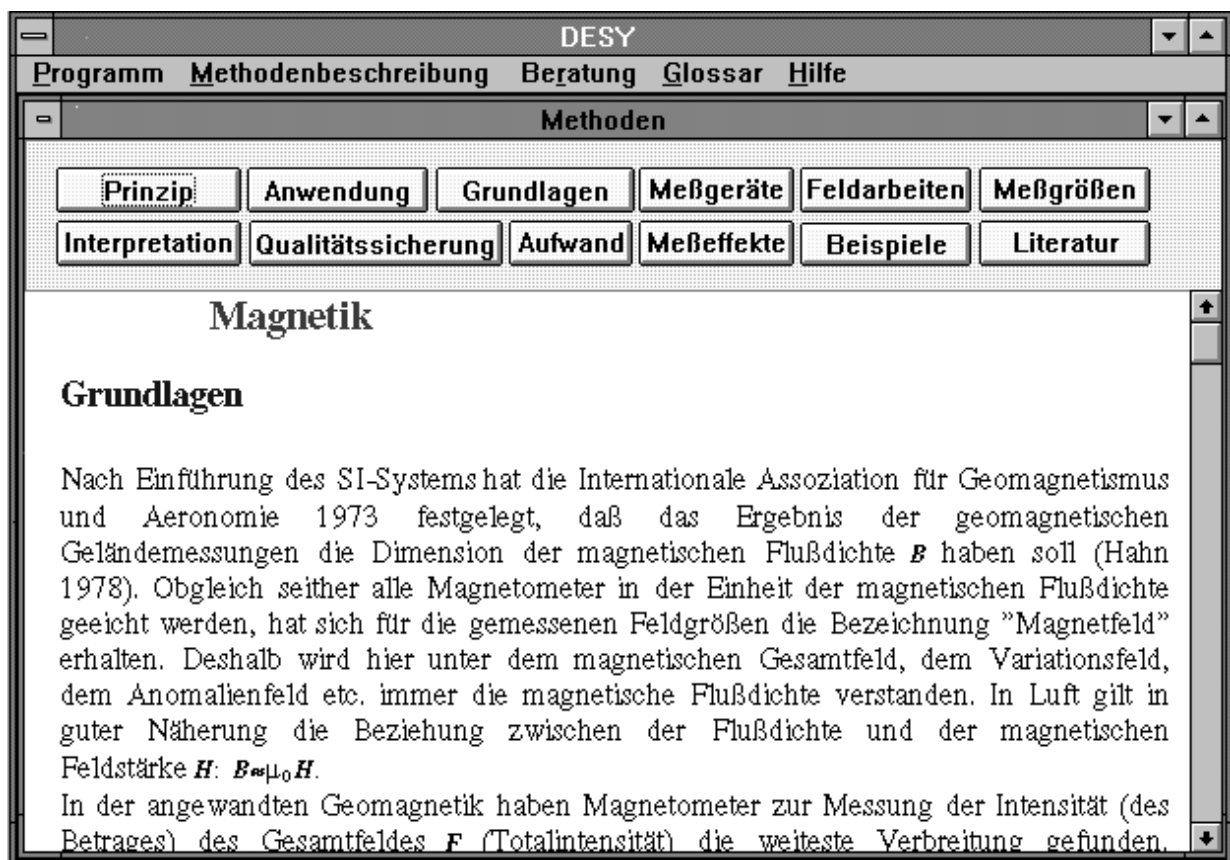 DESY
Programm Methodenbeschreibung Beratung Glossar Hilfe
Methoden
Prinzip Anwendung Grundlagen Meßgeräte Feldarbeiten Meßgrößen
Interpretation Qualitätssicherung Aufwand Meßeffekte Beispiele Literatur
Magnetik
Grundlagen
Nach Einführung des SI-Systems hat die Internationale Assoziation für Geomagnetismus
und Aeronomie 1973 festgelegt, daß das Ergebnis der geomagnetischen
Geländemessungen die Dimension der magnetischen Flußdichte B haben soll (Hahn
1978). Obgleich seither alle Magnetometer in der Einheit der magnetischen Flußdichte
geeicht werden, hat sich für die gemessenen Feldgrößen die Bezeichnung ”Magnetfeld”
erhalten. Deshalb wird hier unter dem magnetischen Gesamtfeld, dem Variationsfeld,
dem Anomalienfeld etc. immer die magnetische Flußdichte verstanden. In Luft gilt in
guter Näherung die Beziehung zwischen der Flußdichte und der magnetischen
Feldstärke H: B≈μ₀H.
In der angewandten Geomagnetik haben Magnetometer zur Messung der Intensität (des
Betrages) des Gesamtfeldes F (Totalintensität) die weiteste Verbreitung gefunden.